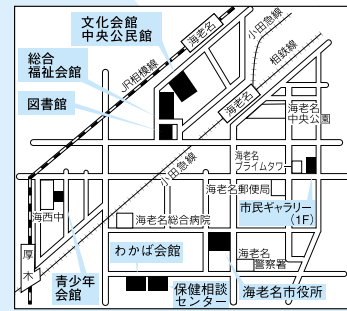 文化会館
中央公民館
海老名
小田急線
総合
福祉会館
JR相模線
相鉄線
図書館
海老名
海老名
中央公園
小田急線
海老名
プライムタワー
海老名郵便局
市民ギャラリー
(1F)
海西中
海老名総合病院
厚木
わかば会館
海老名
警察署
青少年
会館
保健相談
センター
海老名市役所